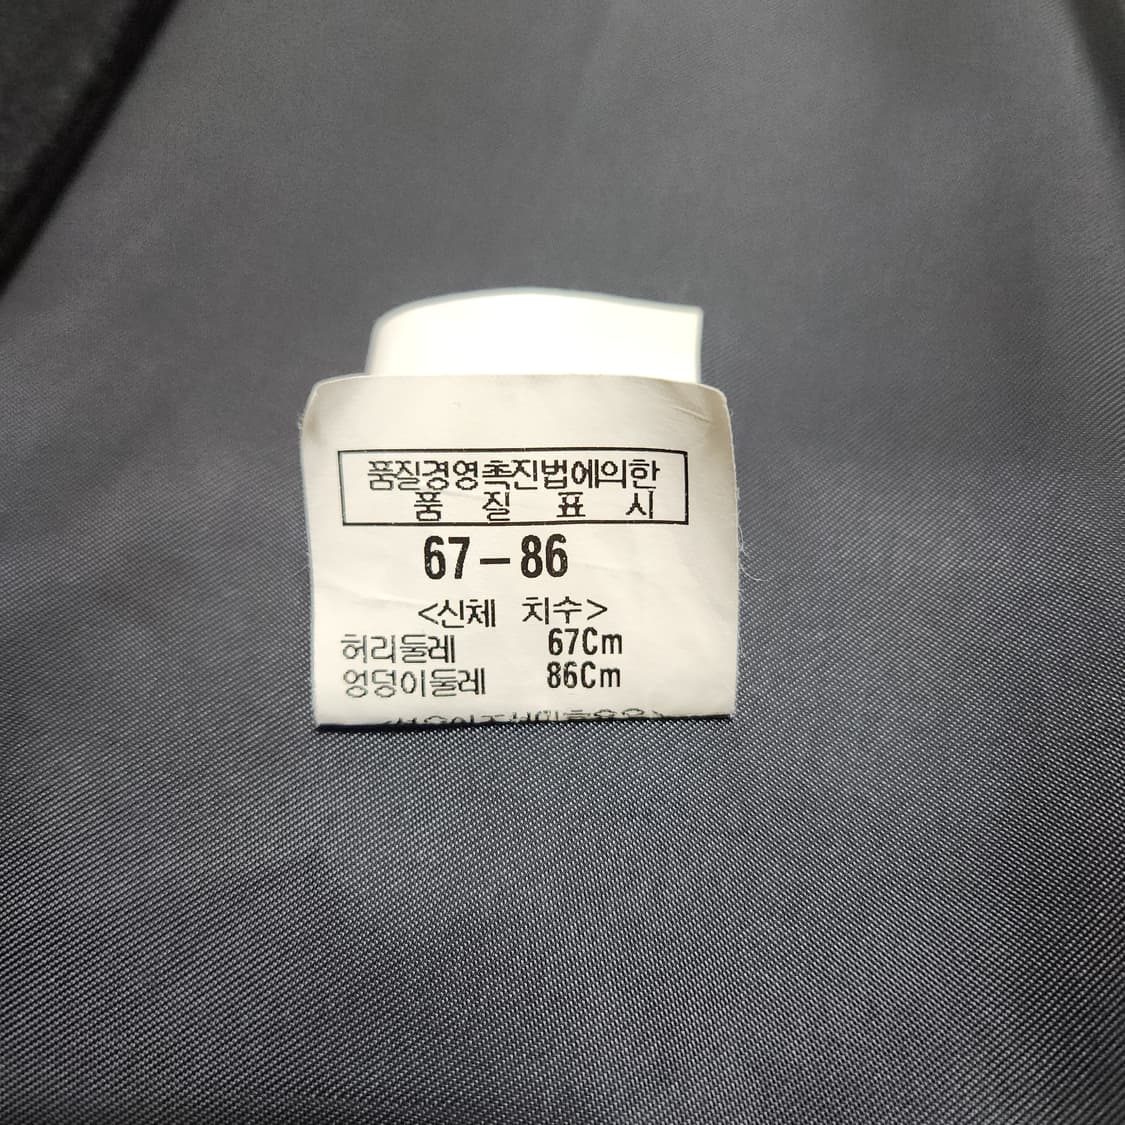 품질경영촉진법에의한
품 질 표 시
67-86
<신체 치수>
허리둘레 67Cm
엉덩이둘레 86Cm